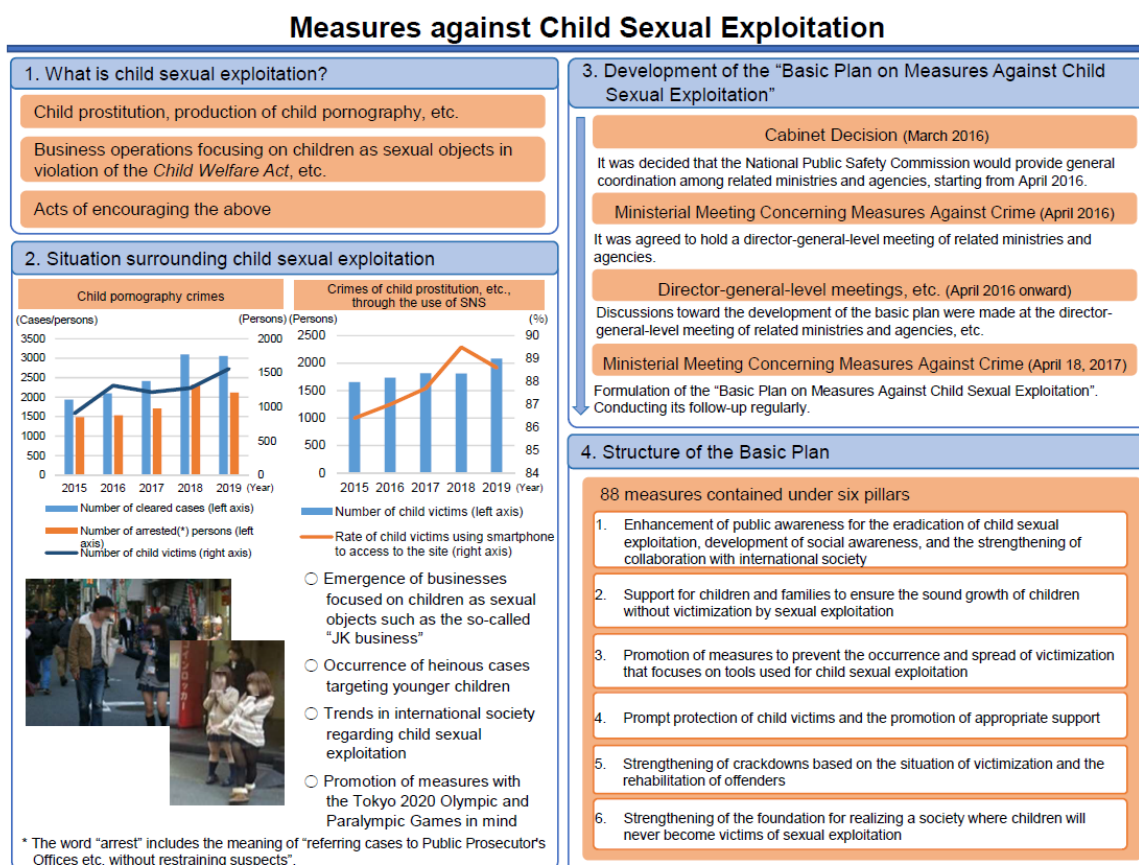 Measures against Child Sexual Exploitation
1. What is child sexual exploitation?
Child prostitution, production of child pornography, etc.
Business operations focusing on children as sexual objects in
violation of the Child Welfare Act, etc.
Acts of encouraging the above
2. Situation surrounding child sexual exploitation
Child pornography crimes
(Cases/persons)
(Persons)
3500
3000
2500
2000
1500
1000
500
0
2000
1500
1000
500
0
2015 2016 2017 2018 2019 (Year)
Number of cleared cases (left axis)
Number of arrested(*) persons (left
axis)
Number of child victims (right axis)
Crimes of child prostitution, etc.,
through the use of SNS
(Persons)
(%)
2500
2000
1500
1000
500
0
90
89
88
87
86
85
84
2015 2016 2017 2018 2019 (Year)
Number of child victims (left axis)
Rate of child victims using smartphone
to access to the site (right axis)
○ Emergence of businesses
focused on children as sexual
objects such as the so-called
“JK business”
○ Occurrence of heinous cases
targeting younger children
○ Trends in international society
regarding child sexual
exploitation
○ Promotion of measures with
the Tokyo 2020 Olympic and
Paralympic Games in mind
* The word “arrest” includes the meaning of “referring cases to Public Prosecutor's
Offices etc. without restraining suspects”.
3. Development of the “Basic Plan on Measures Against Child
Sexual Exploitation”
Cabinet Decision (March 2016)
It was decided that the National Public Safety Commission would provide general
coordination among related ministries and agencies, starting from April 2016.
Ministerial Meeting Concerning Measures Against Crime (April 2016)
It was agreed to hold a director-general-level meeting of related ministries and
agencies.
Director-general-level meetings, etc. (April 2016 onward)
Discussions toward the development of the basic plan were made at the director-
general-level meeting of related ministries and agencies, etc.
Ministerial Meeting Concerning Measures Against Crime (April 18, 2017)
Formulation of the “Basic Plan on Measures Against Child Sexual Exploitation”.
Conducting its follow-up regularly.
4. Structure of the Basic Plan
88 measures contained under six pillars
1. Enhancement of public awareness for the eradication of child sexual
exploitation, development of social awareness, and the strengthening of
collaboration with international society
2. Support for children and families to ensure the sound growth of children
without victimization by sexual exploitation
3. Promotion of measures to prevent the occurrence and spread of victimization
that focuses on tools used for child sexual exploitation
4. Prompt protection of child victims and the promotion of appropriate support
5. Strengthening of crackdowns based on the situation of victimization and the
rehabilitation of offenders
6. Strengthening of the foundation for realizing a society where children will
never become victims of sexual exploitation